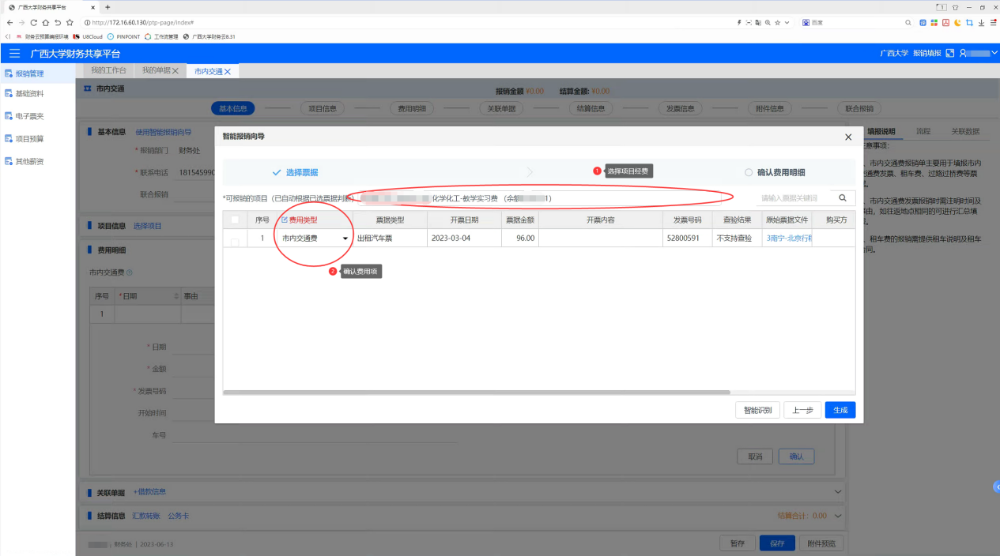 广西大学财务共享平台
http://172.16.60.130/ptp-page/index#
百度
财务云预算编报环境 U8Cloud PINPOINT 工作流管理 广西大学财务云8.31
广西大学财务共享平台
广西大学 报销填报
我的工作台 我的单据 市内交通
报销管理
基础资料
电子票夹
项目预算
其他薪资
市内交通
报销金额 ¥0.00 结算金额: ¥0.00
基本信息 项目信息 费用明细 关联单据 结算信息 发票信息 附件信息 联合报销
基本信息 使用智能报销向导
* 报销部门 财务处
* 联系电话 181545990
联合报销
项目信息 选择项目
费用明细
市内交通费
序号 *日期 事由
1
* 日期
* 金额
* 发票号码
开始时间
车号
取消 确认
关联单据 +借款信息
结算信息 汇款转账 公务卡
结算合计: 0.00
, 财务处 | 2023-06-13
暂存 保存 附件预览
填报说明 流程 关联数据
意事项:
、市内交通费报销单主要用于填报市内
通费发票、租车费、过路过桥费等票
、市内交通费发票报销时需注明时间及
由, 如往返地点相同的可进行汇总填
、租车费的报销需提供租车说明及租车
同。
智能报销向导
选择票据
1 选择项目经费
确认费用明细
*可报销的项目 (已自动根据已选票据判断)
化学化工-教学实习费 (余额 1)
请输入票据关键词
序号 费用类型 票据类型 开票日期 票据金额 开票内容 发票号码 查验结果 原始票据文件 购买方
1 市内交通费 出租汽车票 2023-03-04 96.00 52800591 不支持查验 3南宁-北京行程
2 确认费用项
智能识别 上一步 生成